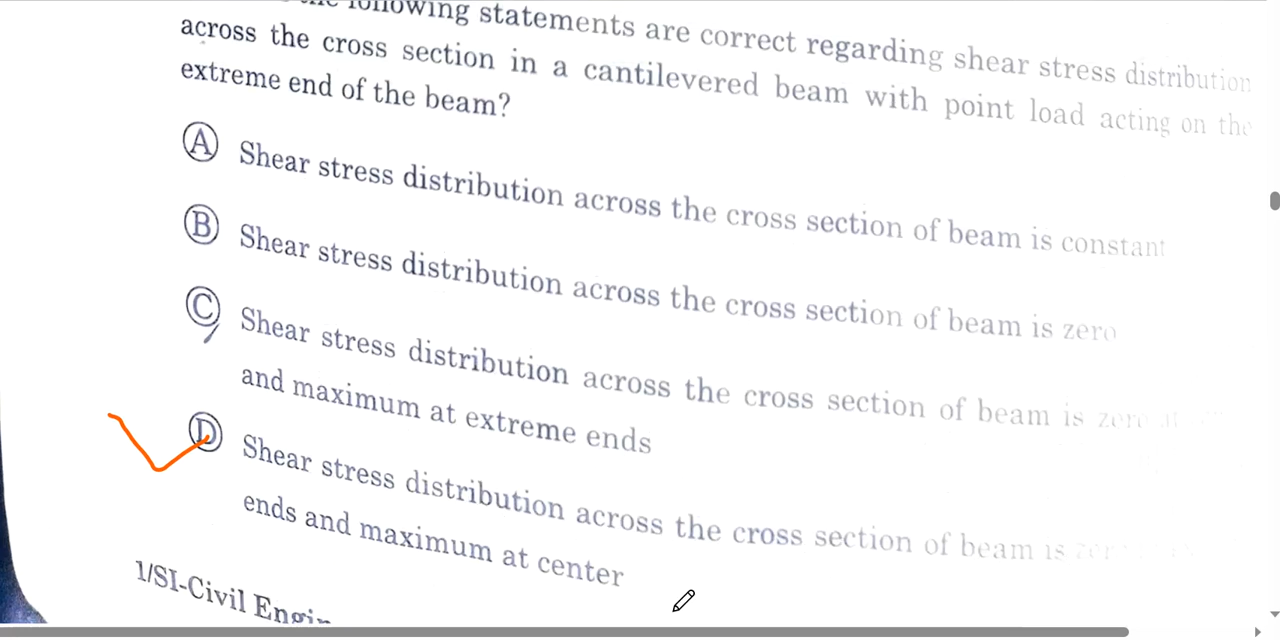 following statements are correct regarding shear stress distribution
across the cross section in a cantilevered beam with point load acting on the
extreme end of the beam?
Ⓐ Shear stress distribution across the cross section of beam is constant
Ⓑ Shear stress distribution across the cross section of beam is zero
Ⓒ Shear stress distribution across the cross section of beam is zero at
and maximum at extreme ends
Ⓓ Shear stress distribution across the cross section of beam is
ends and maximum at center
1/SI-Civil